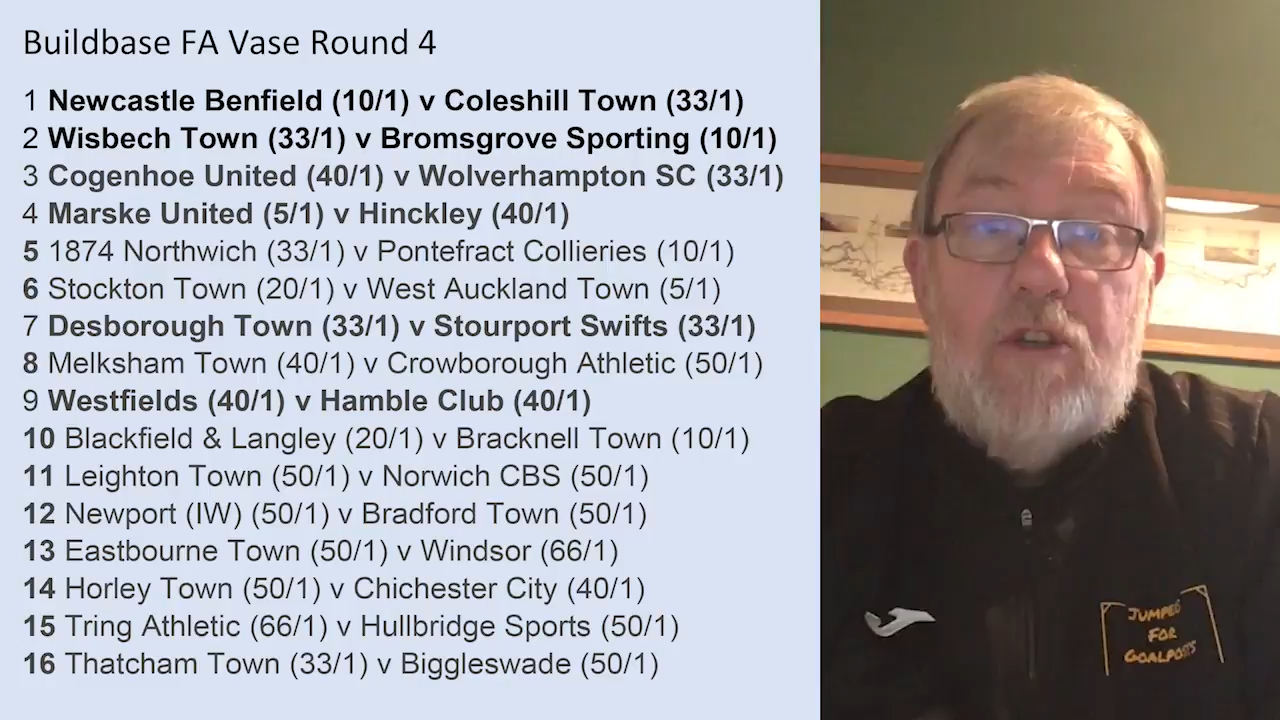 Buildbase FA Vase Round 4
1 Newcastle Benfield (10/1) v Coleshill Town (33/1)
2 Wisbech Town (33/1) v Bromsgrove Sporting (10/1)
3 Cogenhoe United (40/1) v Wolverhampton SC (33/1)
4 Marske United (5/1) v Hinckley (40/1)
5 1874 Northwich (33/1) v Pontefract Collieries (10/1)
6 Stockton Town (20/1) v West Auckland Town (5/1)
7 Desborough Town (33/1) v Stourport Swifts (33/1)
8 Melksham Town (40/1) v Crowborough Athletic (50/1)
9 Westfields (40/1) v Hamble Club (40/1)
10 Blackfield & Langley (20/1) v Bracknell Town (10/1)
11 Leighton Town (50/1) v Norwich CBS (50/1)
12 Newport (IW) (50/1) v Bradford Town (50/1)
13 Eastbourne Town (50/1) v Windsor (66/1)
14 Horley Town (50/1) v Chichester City (40/1)
15 Tring Athletic (66/1) v Hullbridge Sports (50/1)
16 Thatcham Town (33/1) v Biggleswade (50/1)
JUMPERS
FOR
GOALPOSTS